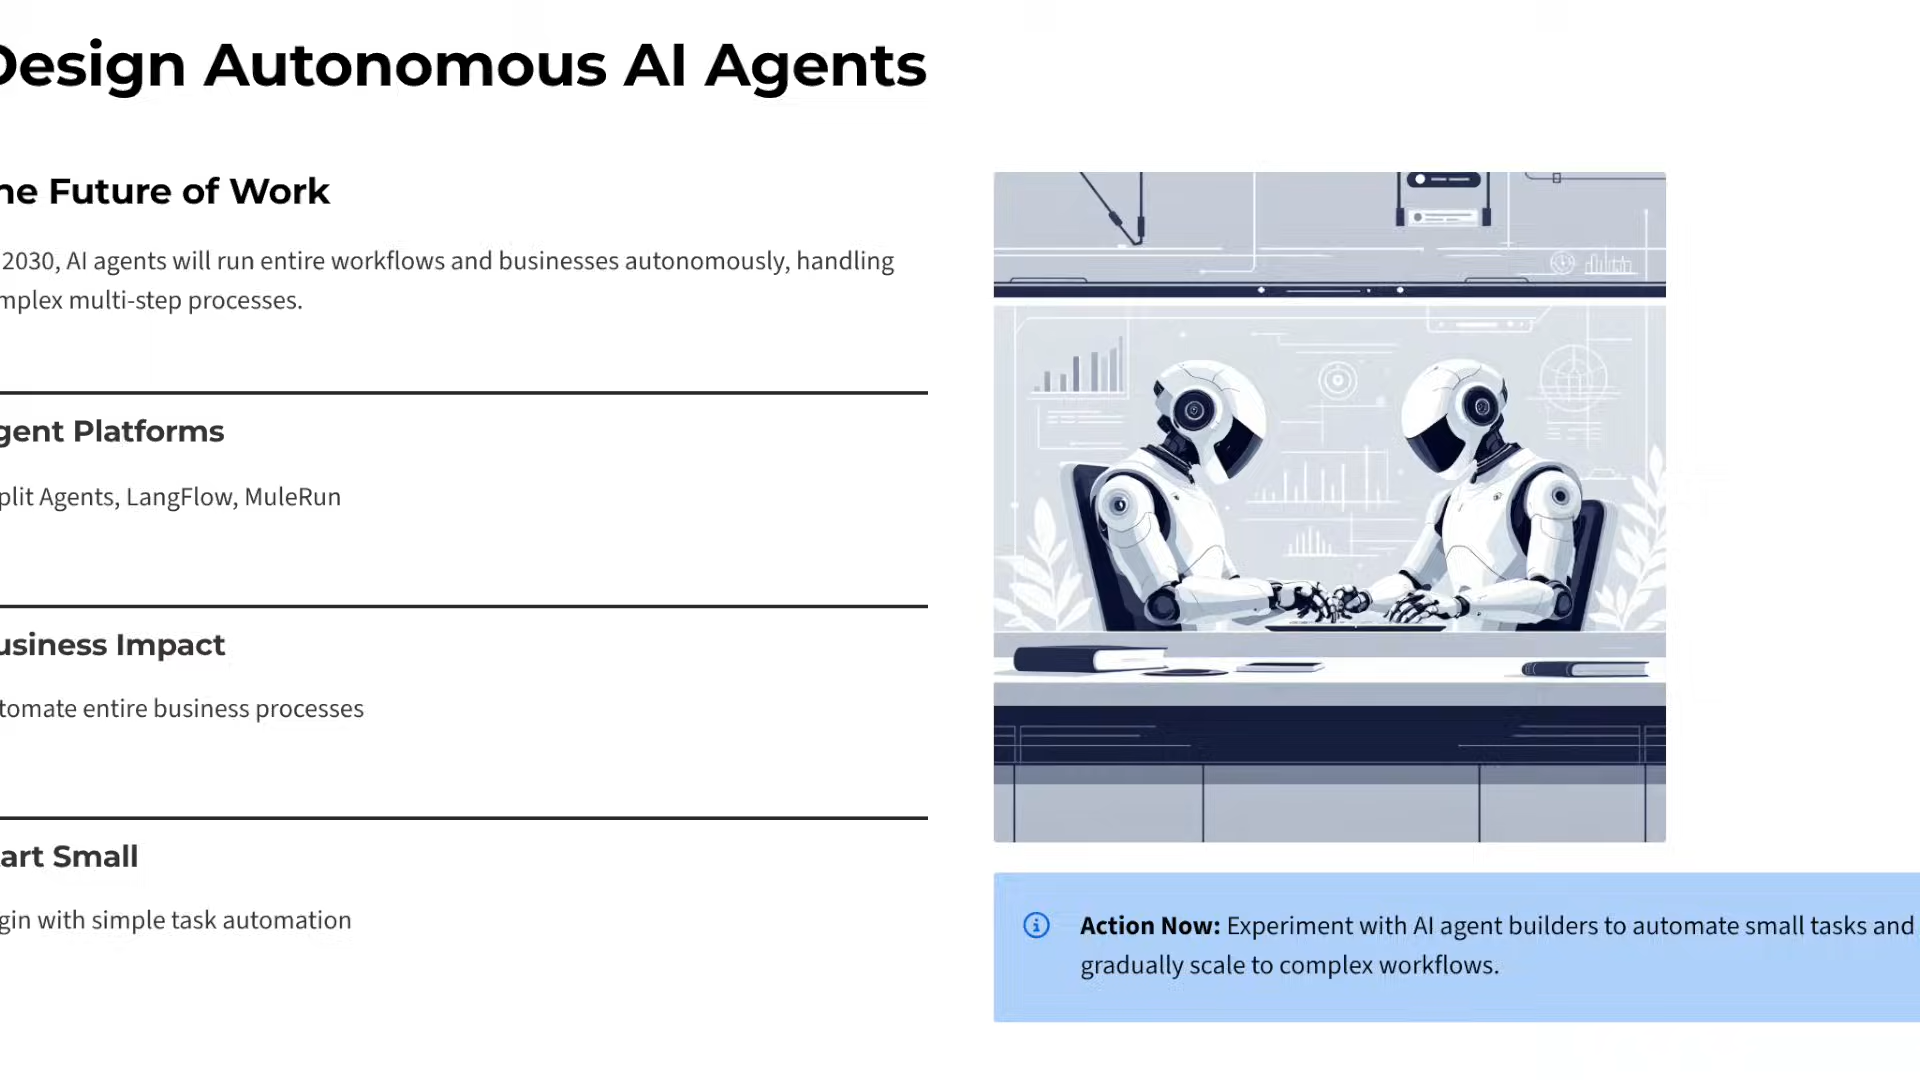 Design Autonomous AI Agents
he Future of Work
2030, AI agents will run entire workflows and businesses autonomously, handling
mplex multi-step processes.
gent Platforms
plit Agents, LangFlow, MuleRun
usiness Impact
tomate entire business processes
art Small
gin with simple task automation
Action Now: Experiment with AI agent builders to automate small tasks and
gradually scale to complex workflows.